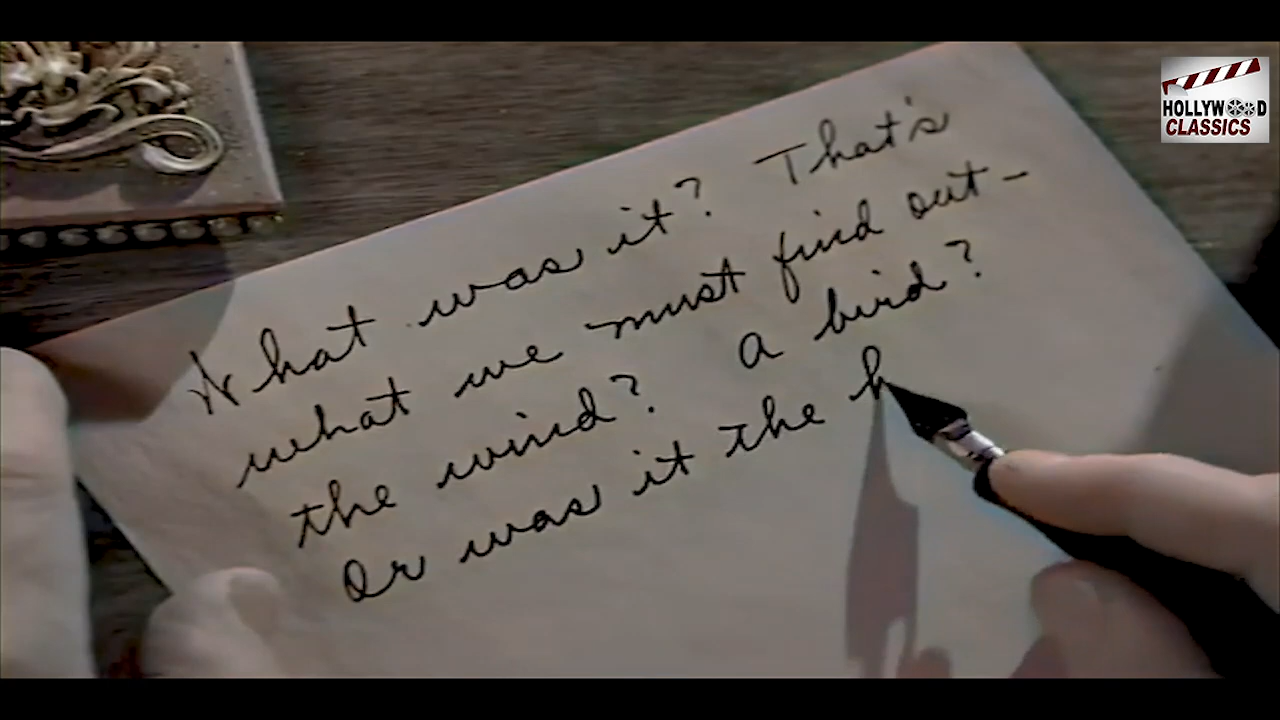 HOLLYWOOD
CLASSICS
What was it? That's
what we must find out-
the wind? A bird?
Or was it the h